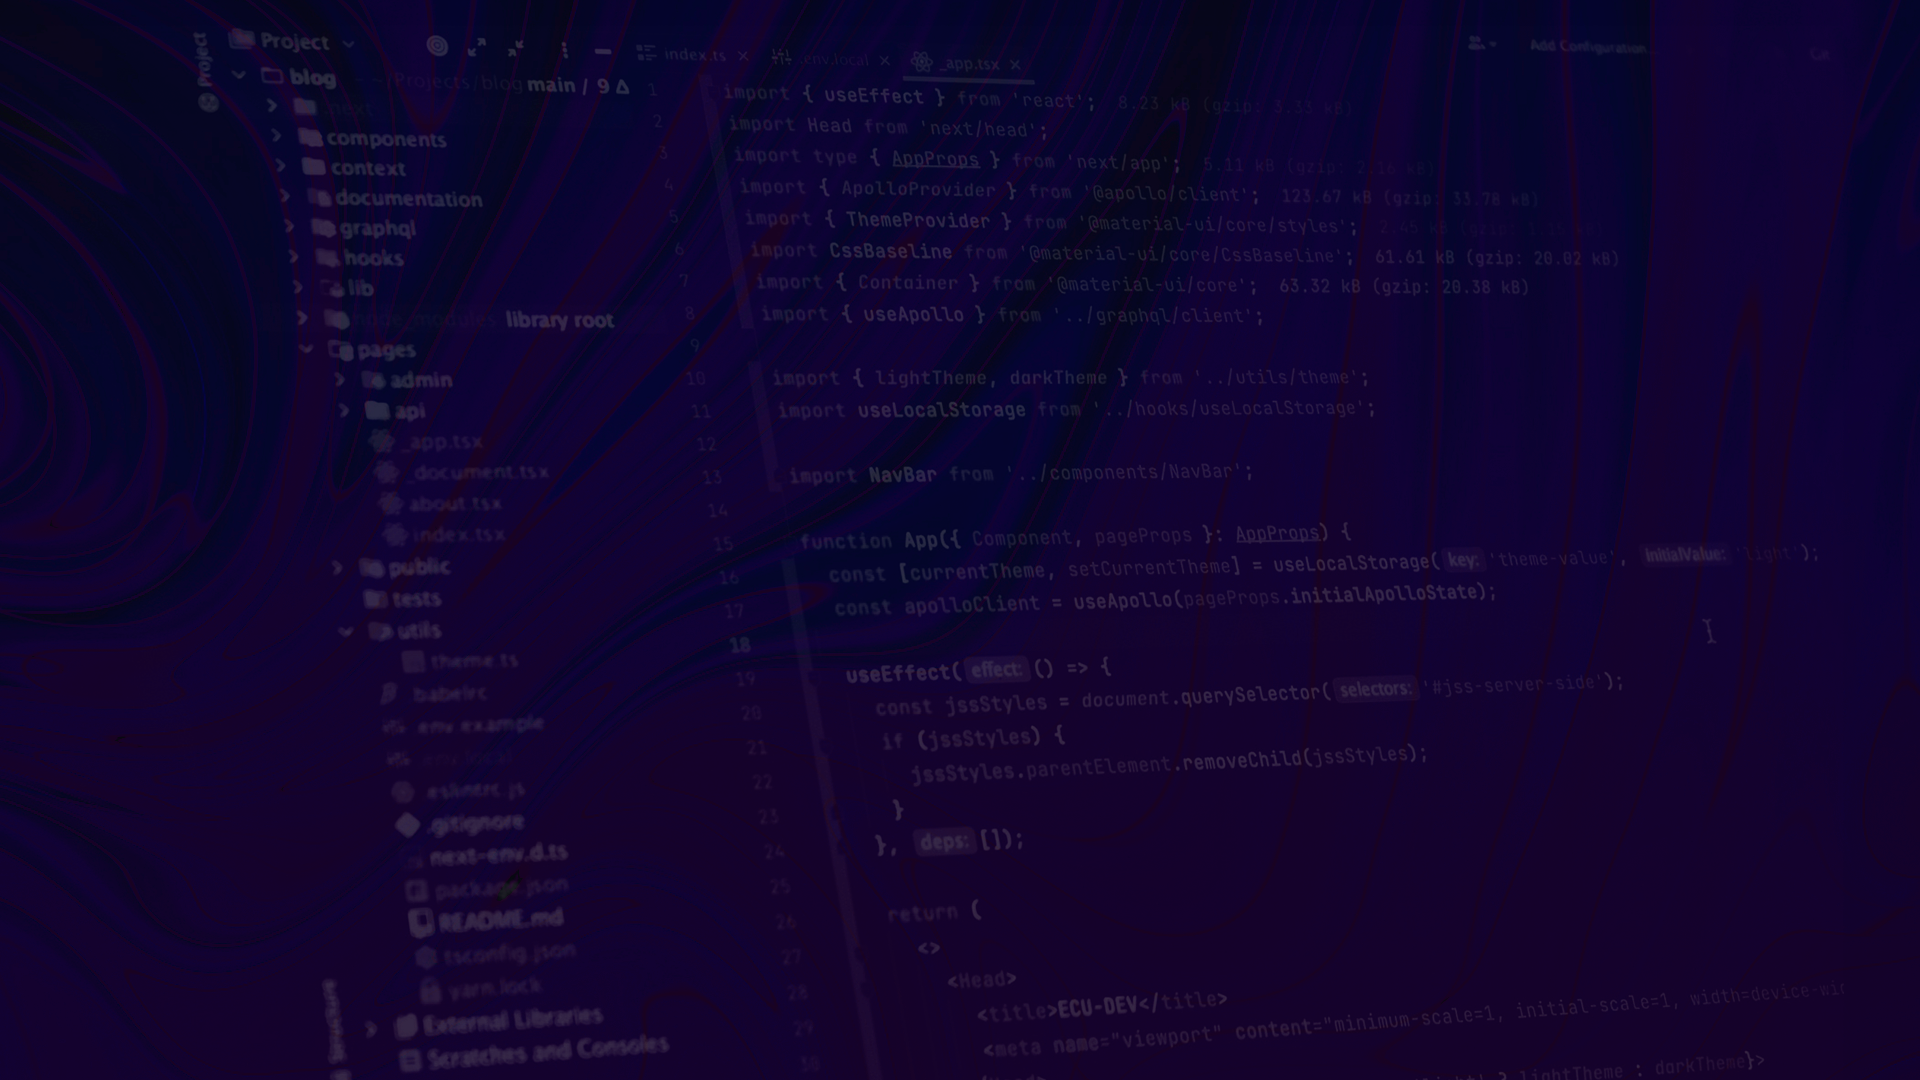 Project
Project
index.ts
.env.local
_app.tsx
Add Configuration...
blog ~/Projects/blog main / 9 Δ
.next
components
context
documentation
graphql
hooks
lib
node_modules library root
pages
admin
api
_app.tsx
_document.tsx
about.tsx
index.tsx
public
tests
utils
theme.ts
.babelrc
.env.example
.env.local
.eslintrc.js
.gitignore
next-env.d.ts
package.json
README.md
tsconfig.json
yarn.lock
External Libraries
Scratches and Consoles
Structure
1 import { useEffect } from 'react'; 8.23 kB (gzip: 3.33 kB)
2 import Head from 'next/head';
3 import type { AppProps } from 'next/app'; 5.11 kB (gzip: 2.16 kB)
4 import { ApolloProvider } from '@apollo/client'; 123.67 kB (gzip: 33.78 kB)
5 import { ThemeProvider } from '@material-ui/core/styles'; 2.45 kB (gzip:
6 import CssBaseline from '@material-ui/core/CssBaseline'; 61.61 kB (gzip: 20.02 kB)
7 import { Container } from '@material-ui/core'; 63.32 kB (gzip: 20.38 kB)
8 import { useApollo } from '../graphql/client';
9
10 import { lightTheme, darkTheme } from '../utils/theme';
11 import useLocalStorage from '../hooks/useLocalStorage';
12
13 import NavBar from '../components/NavBar';
14
15 function App({ Component, pageProps }: AppProps) {
16 const [currentTheme, setCurrentTheme] = useLocalStorage( key: 'theme-value', initialValue: 'light');
17 const apolloClient = useApollo(pageProps.initialApolloState);
18
19 useEffect( effect: () => {
20 const jssStyles = document.querySelector( selectors: '#jss-server-side');
21 if (jssStyles) {
22 jssStyles.parentElement.removeChild(jssStyles);
23 }
24 }, deps: []);
25
26 return (
27 <>
28 <Head>
29 <title>ECU-DEV</title>
30 <meta name="viewport" content="minimum-scale=1, initial-scale=1, width=device-wi
? lightTheme : darkTheme}>